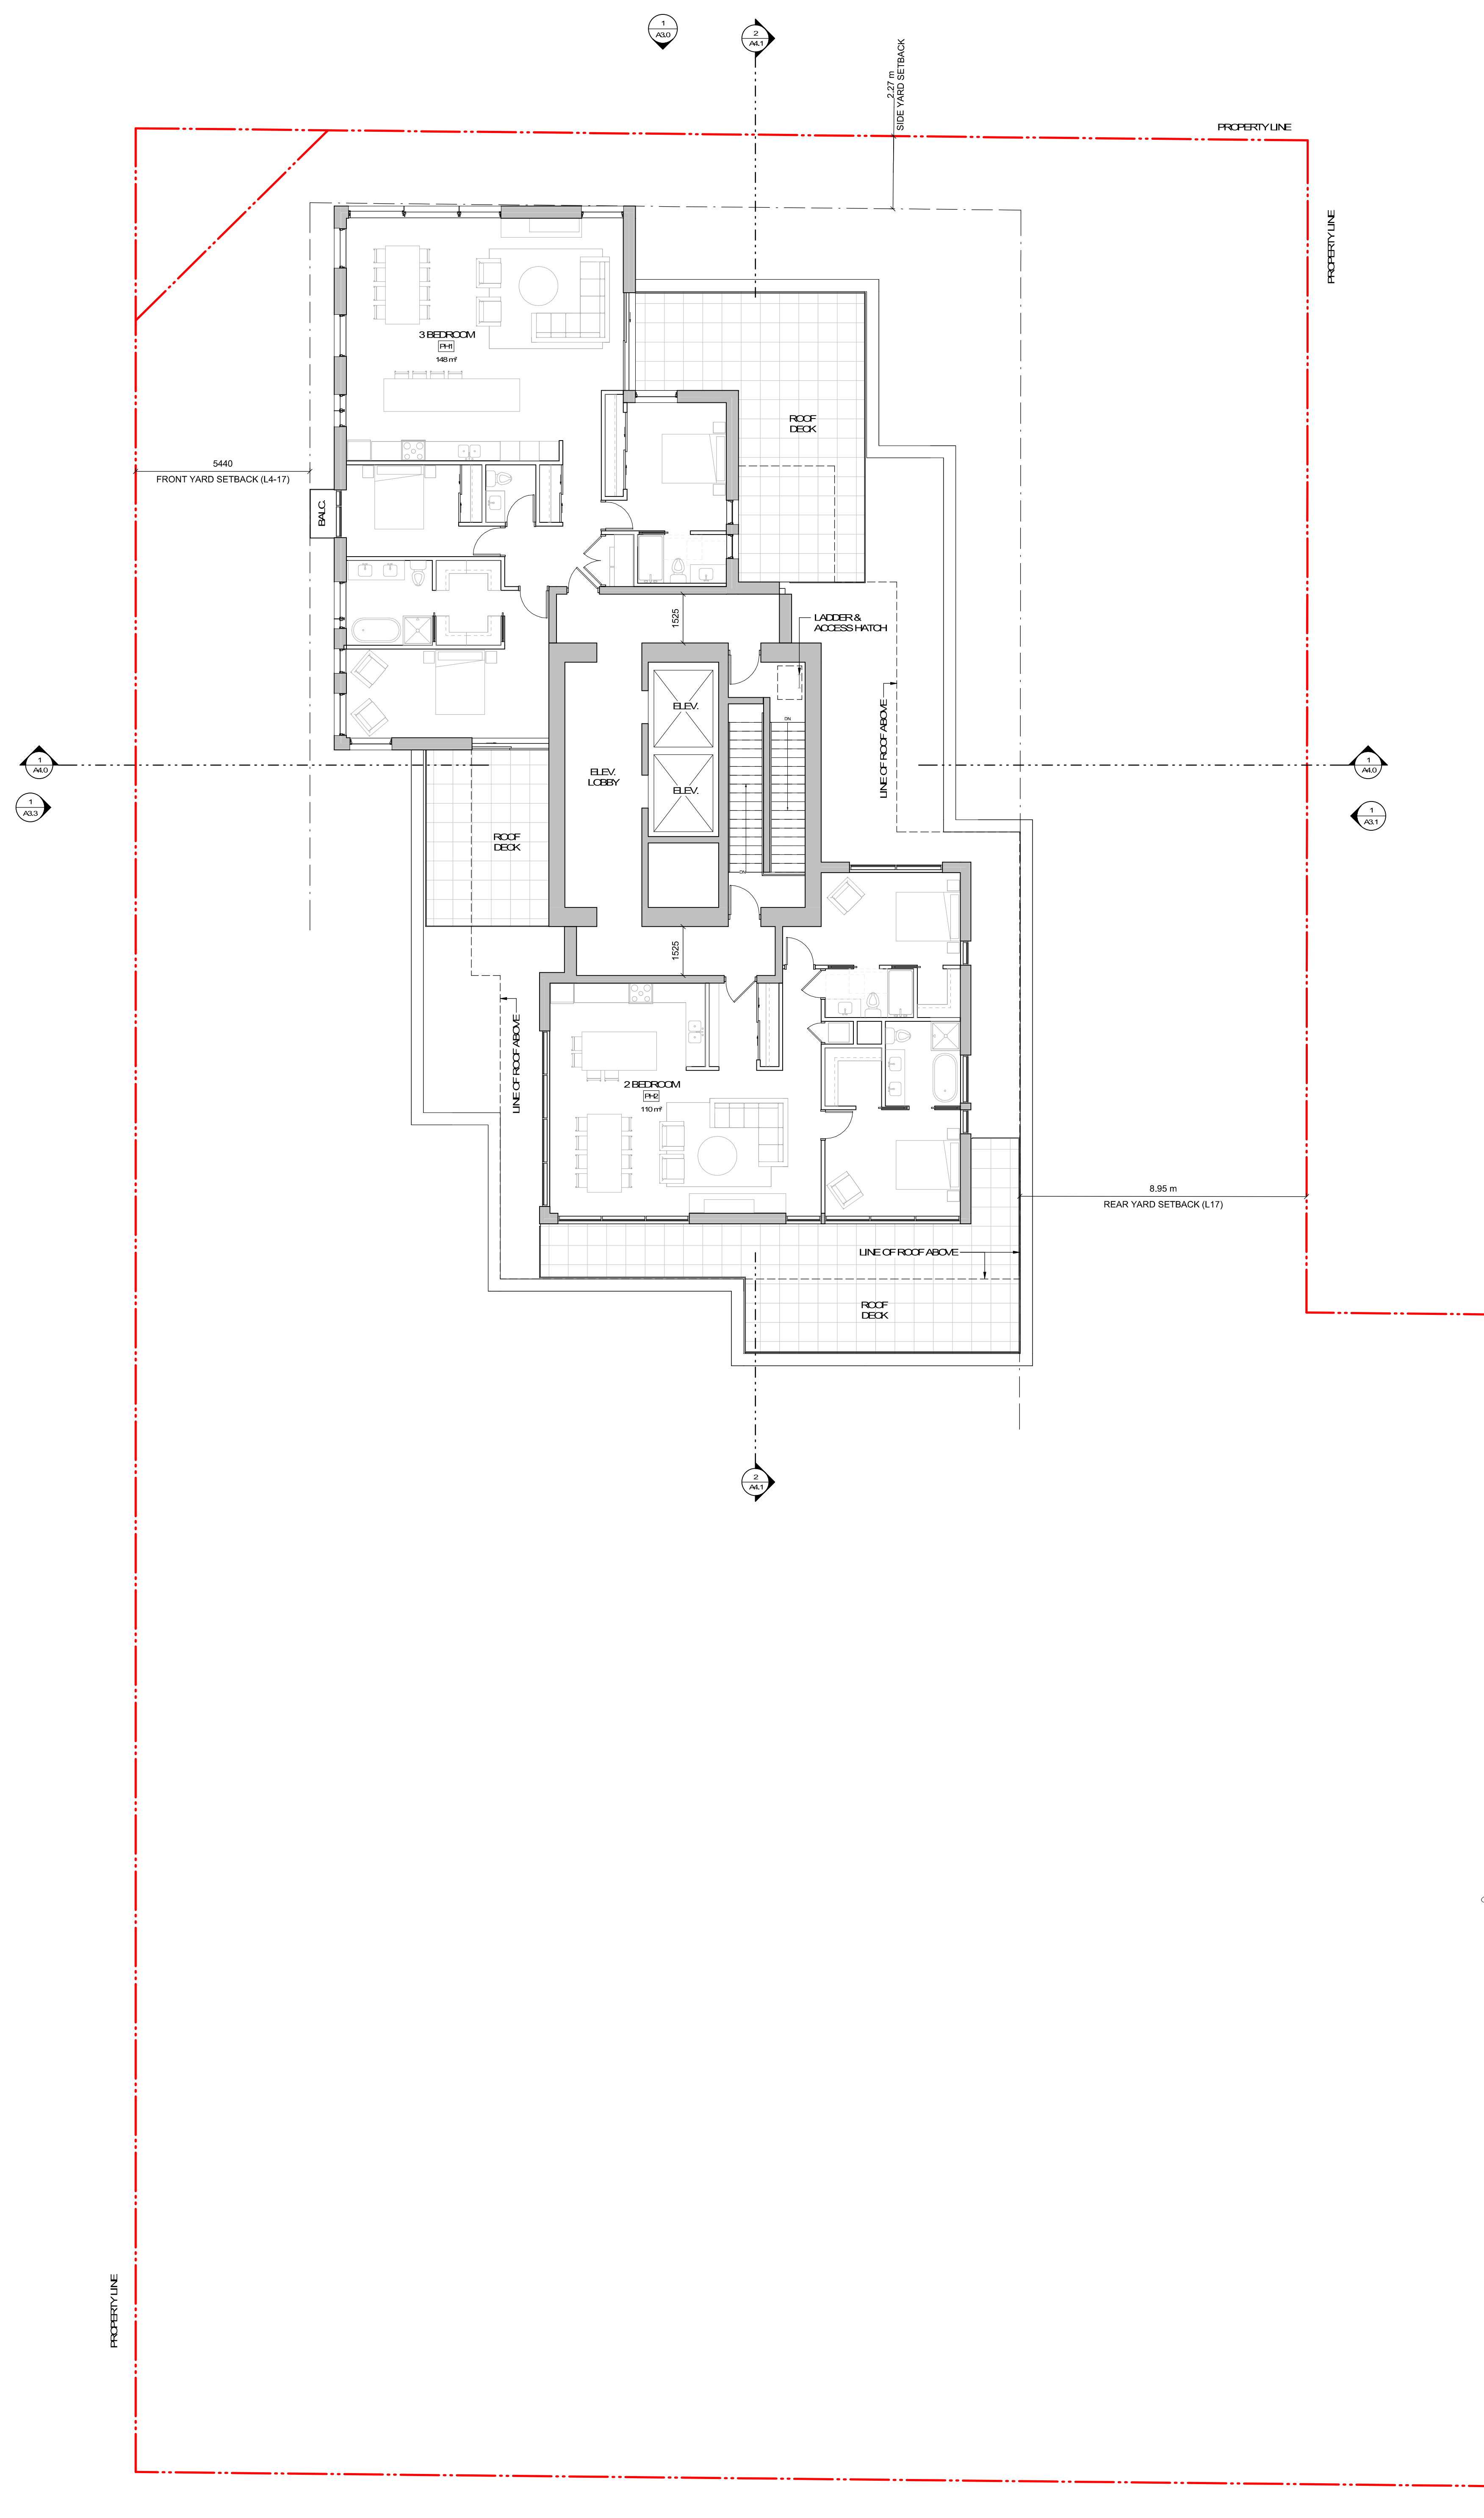 1
A3.0
2
A4.1
2.27 m
SIDE YARD SETBACK
PROPERTY LINE
PROPERTY LINE
3 BEDROOM
PH1
148 m²
ROOF
DECK
5440
FRONT YARD SETBACK (L4-17)
BALC.
1525
LADDER &
ACCESS HATCH
ELEV.
DN
LINE OF ROOF ABOVE
1
A4.0
ELEV.
LOBBY
ELEV.
1
A4.0
1
A3.3
1
A3.1
ROOF
DECK
DN
1525
LINE OF ROOF ABOVE
2 BEDROOM
PH2
110 m²
8.95 m
REAR YARD SETBACK (L17)
LINE OF ROOF ABOVE
ROOF
DECK
2
A4.1
PROPERTY LINE